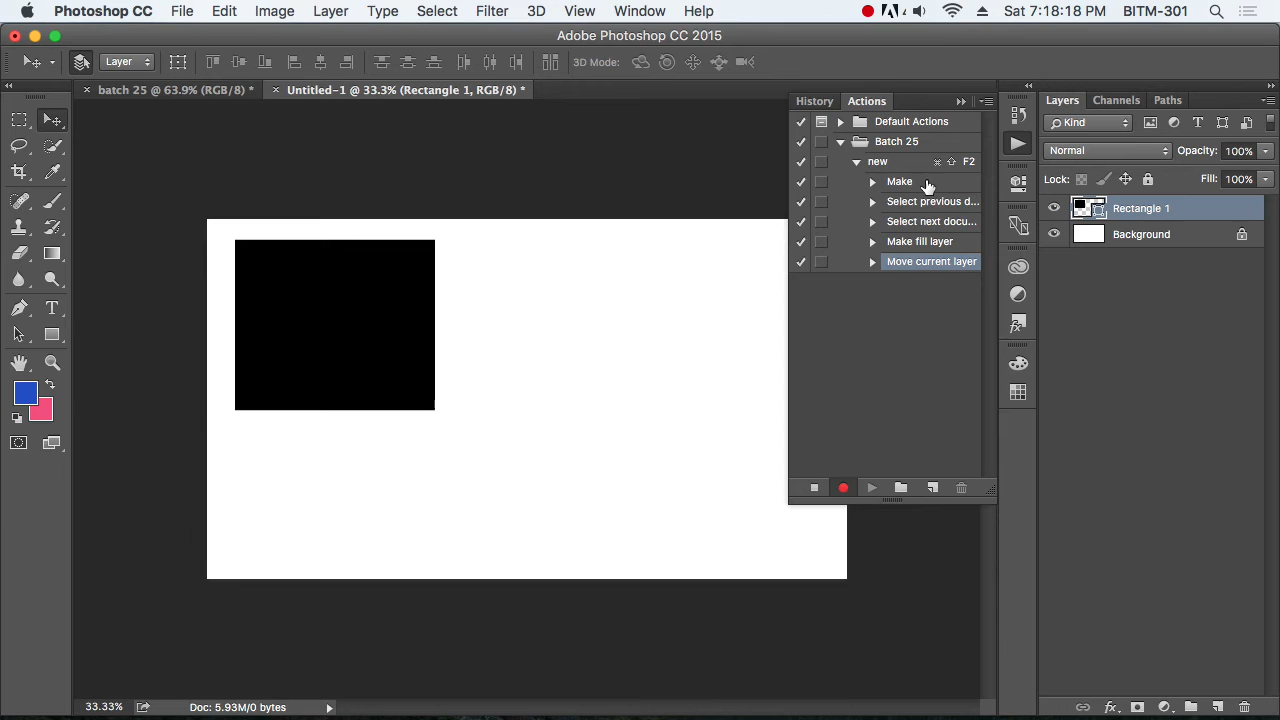 Photoshop CC File Edit Image Layer Type Select Filter 3D View Window Help Sat 7:18:18 PM BITM-301
Adobe Photoshop CC 2015
Layer 3D Mode:
batch 25 @ 63.9% (RGB/8) * Untitled-1 @ 33.3% (Rectangle 1, RGB/8) *
History Actions
Layers Channels Paths
Default Actions
Kind
Batch 25
Normal Opacity: 100%
new F2
Make
Lock: Fill: 100%
Select previous d...
Rectangle 1
Select next docu...
Background
Make fill layer
Move current layer
33.33% Doc: 5.93M/0 bytes